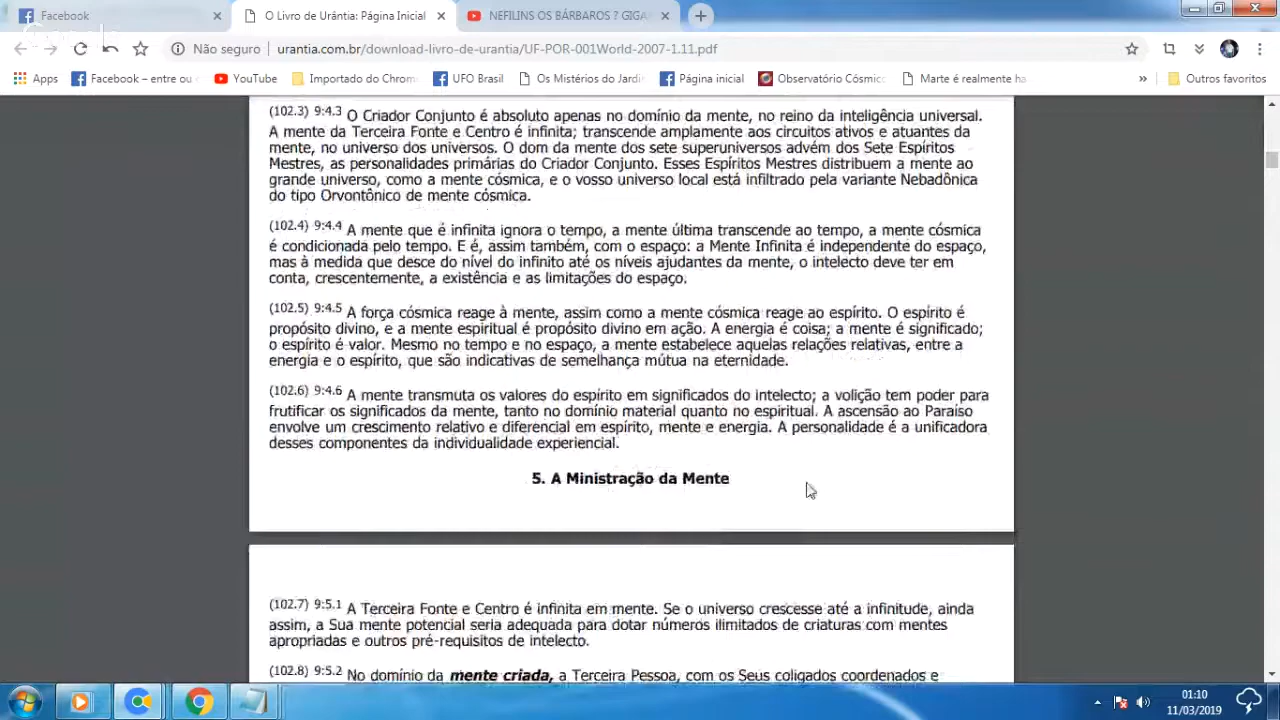 Facebook
O Livro de Urântia: Página Inicial
NEFILINS OS BÁRBAROS ? GIGA
Não seguro
urantia.com.br/download-livro-de-urantia/UF-POR-001World-2007-1.11.pdf
Apps
Facebook – entre ou
YouTube
Importado do Chrom
UFO Brasil
Os Mistérios do Jardi
Página inicial
Observatório Cósmic
Marte é realmente ha
»
Outros favoritos
(102.3) 9:4.3 O Criador Conjunto é absoluto apenas no domínio da mente, no reino da inteligência universal.
A mente da Terceira Fonte e Centro é infinita; transcende amplamente aos circuitos ativos e atuantes da
mente, no universo dos universos. O dom da mente dos sete superuniversos advém dos Sete Espíritos
Mestres, as personalidades primárias do Criador Conjunto. Esses Espíritos Mestres distribuem a mente ao
grande universo, como a mente cósmica, e o vosso universo local está infiltrado pela variante Nebadônica
do tipo Orvontônico de mente cósmica.
(102.4) 9:4.4 A mente que é infinita ignora o tempo, a mente última transcende ao tempo, a mente cósmica
é condicionada pelo tempo. E é, assim também, com o espaço: a Mente Infinita é independente do espaço,
mas à medida que desce do nível do infinito até os níveis ajudantes da mente, o intelecto deve ter em
conta, crescentemente, a existência e as limitações do espaço.
(102.5) 9:4.5 A força cósmica reage à mente, assim como a mente cósmica reage ao espírito. O espírito é
propósito divino, e a mente espiritual é propósito divino em ação. A energia é coisa; a mente é significado;
o espírito é valor. Mesmo no tempo e no espaço, a mente estabelece aquelas relações relativas, entre a
energia e o espírito, que são indicativas de semelhança mútua na eternidade.
(102.6) 9:4.6 A mente transmuta os valores do espírito em significados do intelecto; a volição tem poder para
frutificar os significados da mente, tanto no domínio material quanto no espiritual. A ascensão ao Paraíso
envolve um crescimento relativo e diferencial em espírito, mente e energia. A personalidade é a unificadora
desses componentes da individualidade experiencial.
5. A Ministração da Mente
(102.7) 9:5.1 A Terceira Fonte e Centro é infinita em mente. Se o universo crescesse até a infinitude, ainda
assim, a Sua mente potencial seria adequada para dotar números ilimitados de criaturas com mentes
apropriadas e outros pré-requisitos de intelecto.
(102.8) 9:5.2 No domínio da mente criada, a Terceira Pessoa, com os Seus coligados coordenados e
01:10
11/03/2019